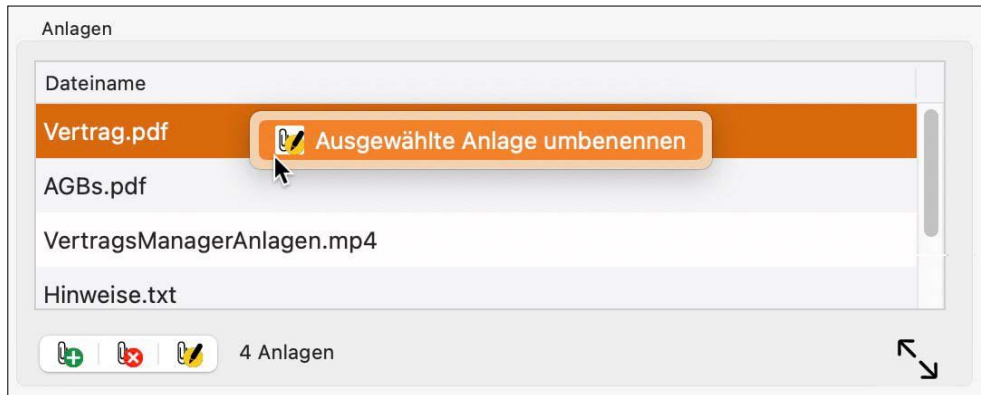 Anlagen
Dateiname
Vertrag.pdf
Ausgewählte Anlage umbenennen
AGBs.pdf
VertragsManagerAnlagen.mp4
Hinweise.txt
4 Anlagen